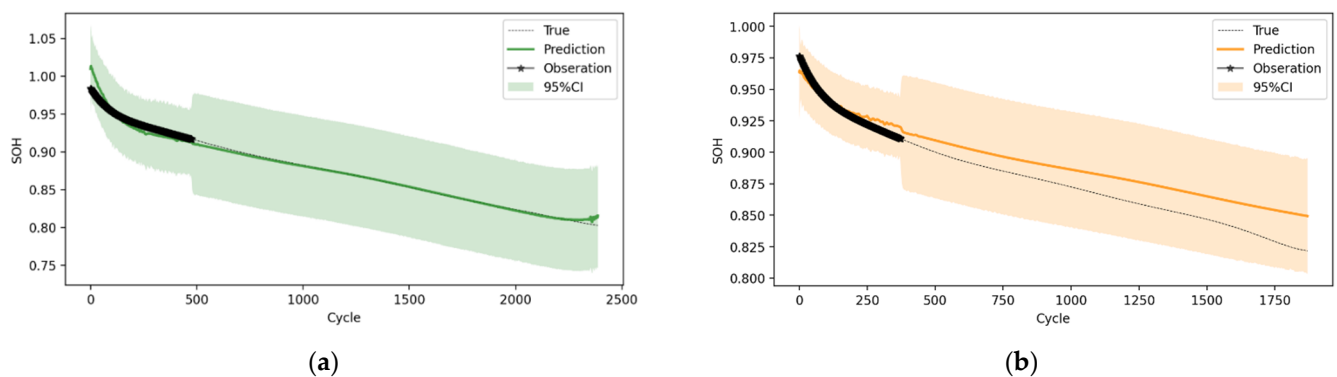 1.05
1.00
0.95
0.90
0.85
0.80
0.75
SOH
0
500
1000
1500
2000
2500
Cycle
True
Prediction
Obseration
95%CI
(a)
1.000
0.975
0.950
0.925
0.900
0.875
0.850
0.825
0.800
SOH
0
250
500
750
1000
1250
1500
1750
Cycle
True
Prediction
Obseration
95%CI
(b)